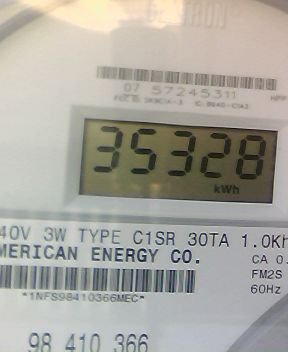 ITRON
07 57245311
35328
kWh
40V 3W TYPE C1SR 30TA 1.0Kh
MERICAN ENERGY CO.
CA 0.
FM2S
60Hz
*1NFS98410366MEC*
98 410 366